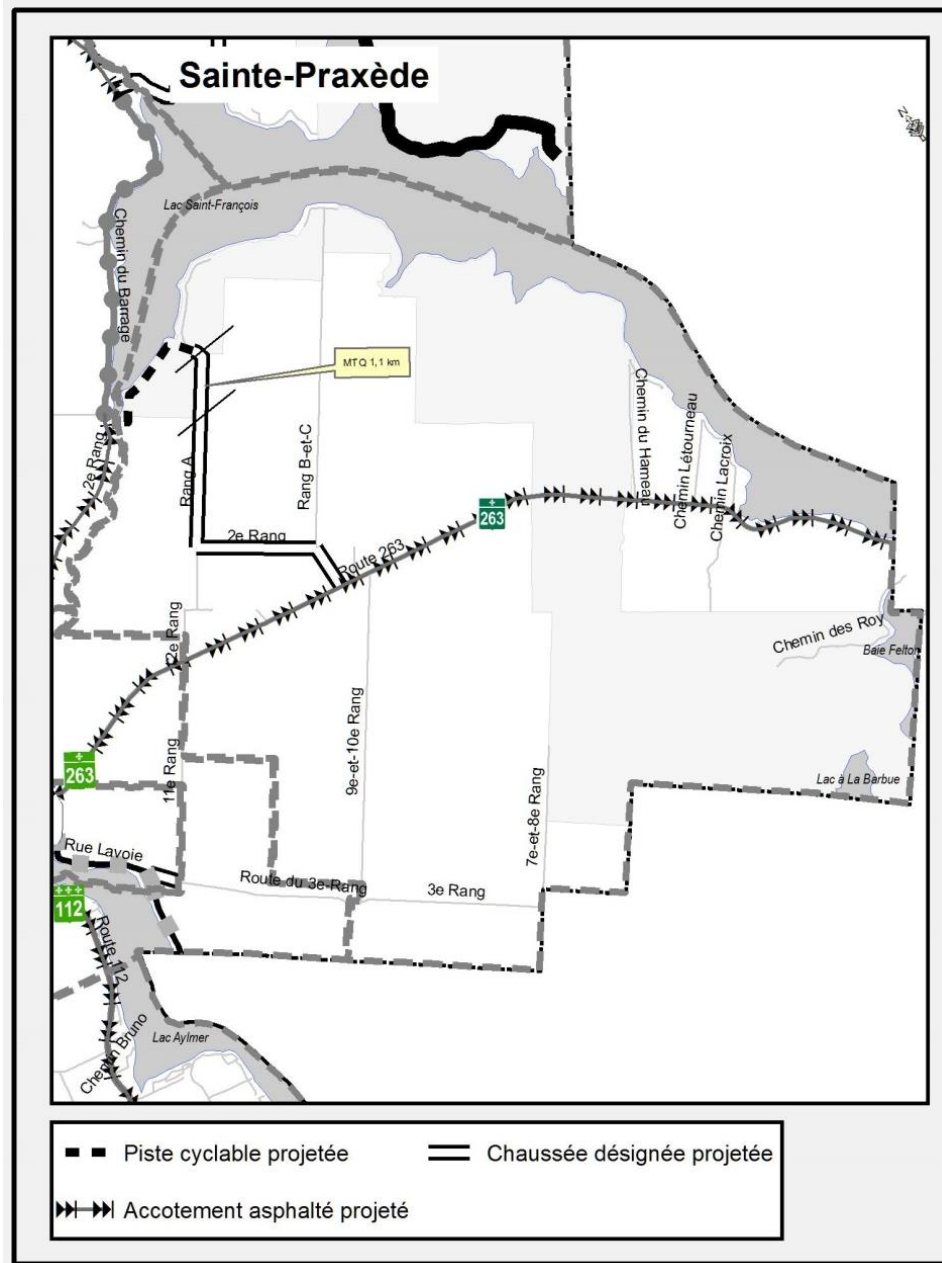 Sainte-Praxède
N
Lac Saint-François
Chemin du Barrage
MTQ 1,1 km
2e Rang
Rang A
Rang B-et-C
Chemin du Hameau
Chemin Létourneau
Chemin Lacroix
263
2e Rang
Route 263
12e Rang
Chemin des Roy
Baie Felton
263
11e Rang
9e-et-10e Rang
7e-et-8e Rang
Lac à La Barbue
Rue Lavoie
Route du 3e-Rang
3e Rang
112
Route 112
Chemin Bruno
Lac Aylmer
Piste cyclable projetée
Chaussée désignée projetée
Accotement asphalté projeté